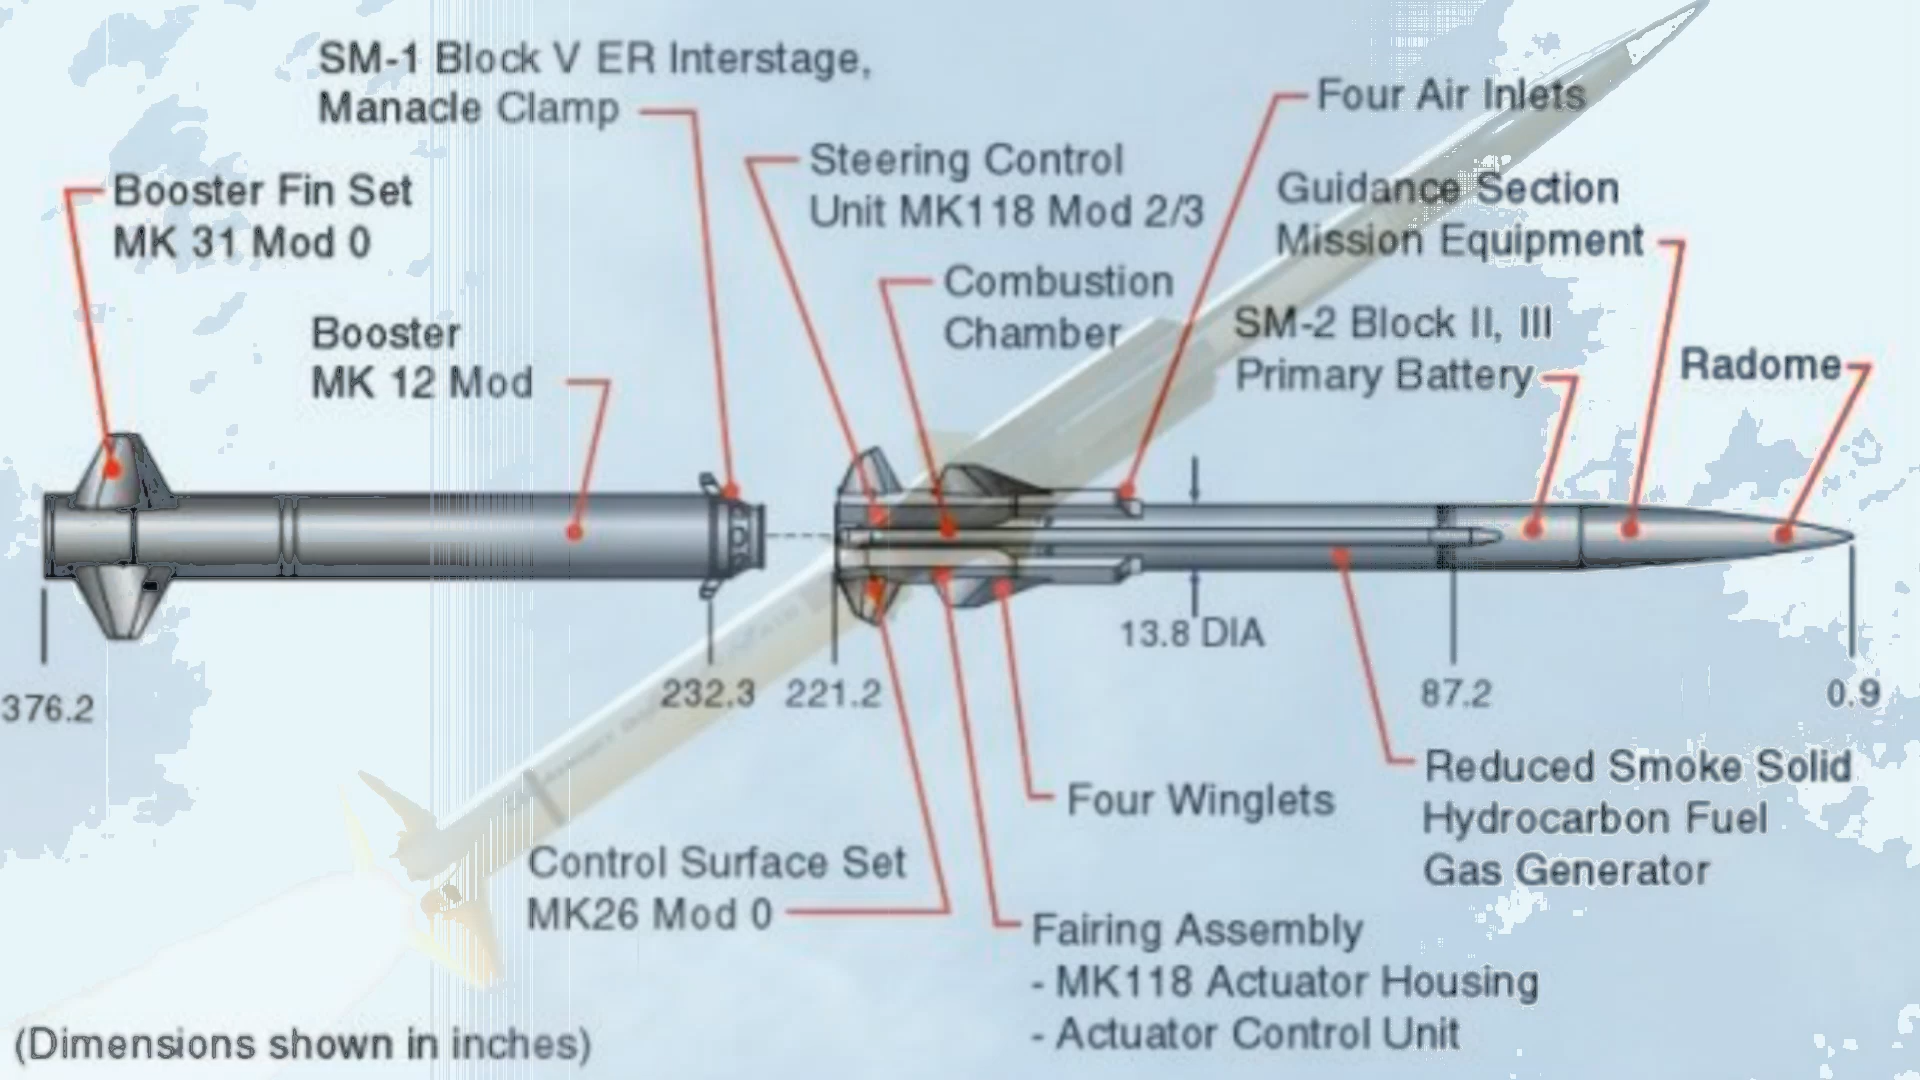 SM-1 Block V ER Interstage,
Manacle Clamp
Four Air Inlets
Steering Control
Unit MK118 Mod 2/3
Booster Fin Set
MK 31 Mod 0
Guidance Section
Mission Equipment
Combustion
Chamber
Booster
MK 12 Mod
SM-2 Block II, III
Primary Battery
Radome
13.8 DIA
376.2
232.3
221.2
87.2
0.9
Reduced Smoke Solid
Hydrocarbon Fuel
Gas Generator
Four Winglets
Control Surface Set
MK26 Mod 0
Fairing Assembly
- MK118 Actuator Housing
- Actuator Control Unit
(Dimensions shown in inches)